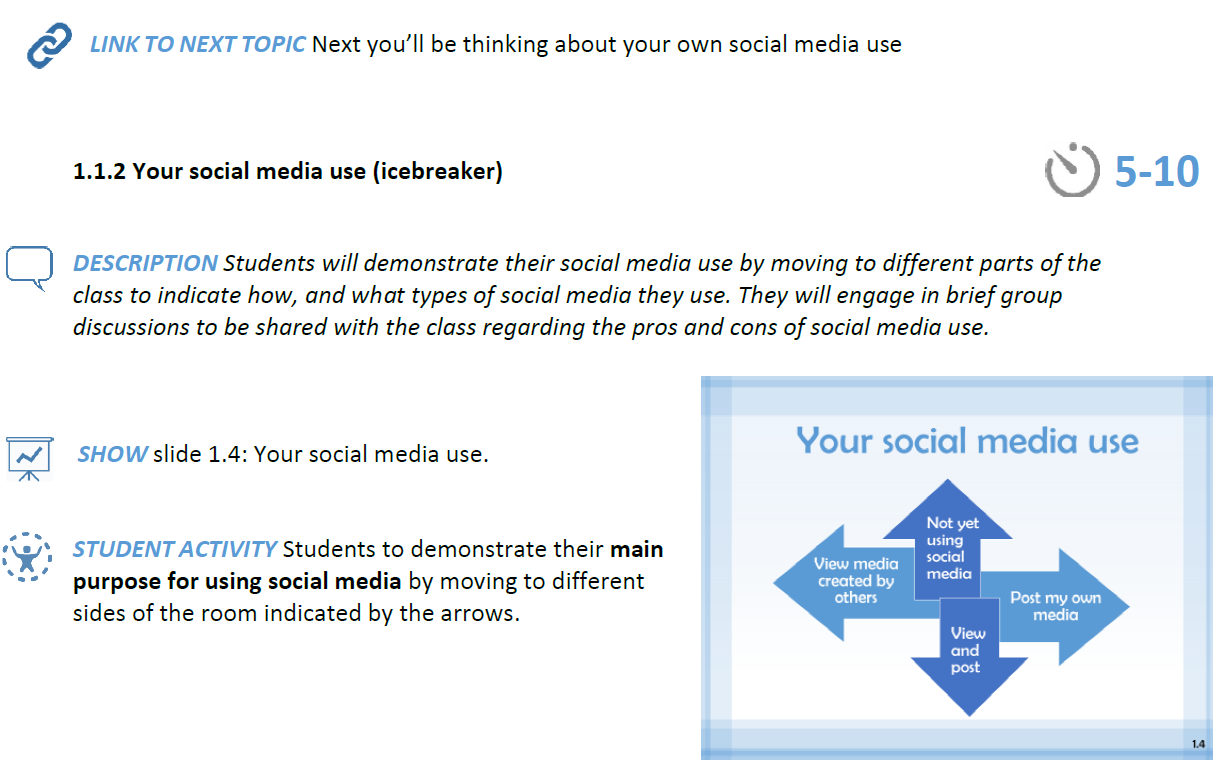 LINK TO NEXT TOPIC Next you’ll be thinking about your own social media use
1.1.2 Your social media use (icebreaker)
5-10
DESCRIPTION Students will demonstrate their social media use by moving to different parts of the
class to indicate how, and what types of social media they use. They will engage in brief group
discussions to be shared with the class regarding the pros and cons of social media use.
SHOW slide 1.4: Your social media use.
STUDENT ACTIVITY Students to demonstrate their main
purpose for using social media by moving to different
sides of the room indicated by the arrows.
Your social media use
Not yet
using
social
media
View media
created by
others
Post my own
media
View
and
post
1.4